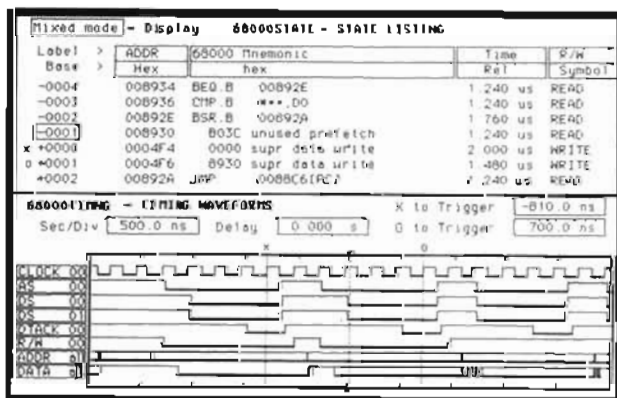 Mixed mode - Display 68000STATE - STATE LISTING
Label > ADDR 68000 Mnemonic Time R/W
Base > Hex hex Rel Symbol
-0004 008934 BEQ.B 00892E 1.240 us READ
-0003 008936 CMP.B ,D0 1.240 us READ
-0002 00892E BSR.B 00892A 1.760 us READ
-0001 008930 B03C unused prefetch 1.240 us READ
x +0000 0004F4 0000 supr data write 2.000 us WRITE
o +0001 0004F6 8930 supr data write 1.480 us WRITE
+0002 00892A JMP 1.240 us READ
68000TIMNG - TIMING WAVEFORMS X to Trigger -810.0 ns
Sec/Div 500.0 ns Delay 0.000 s O to Trigger 700.0 ns
X O
CLOCK 00
AS 00
DS 00
DS 01
DTACK 00
R/W 00
ADDR
DATA